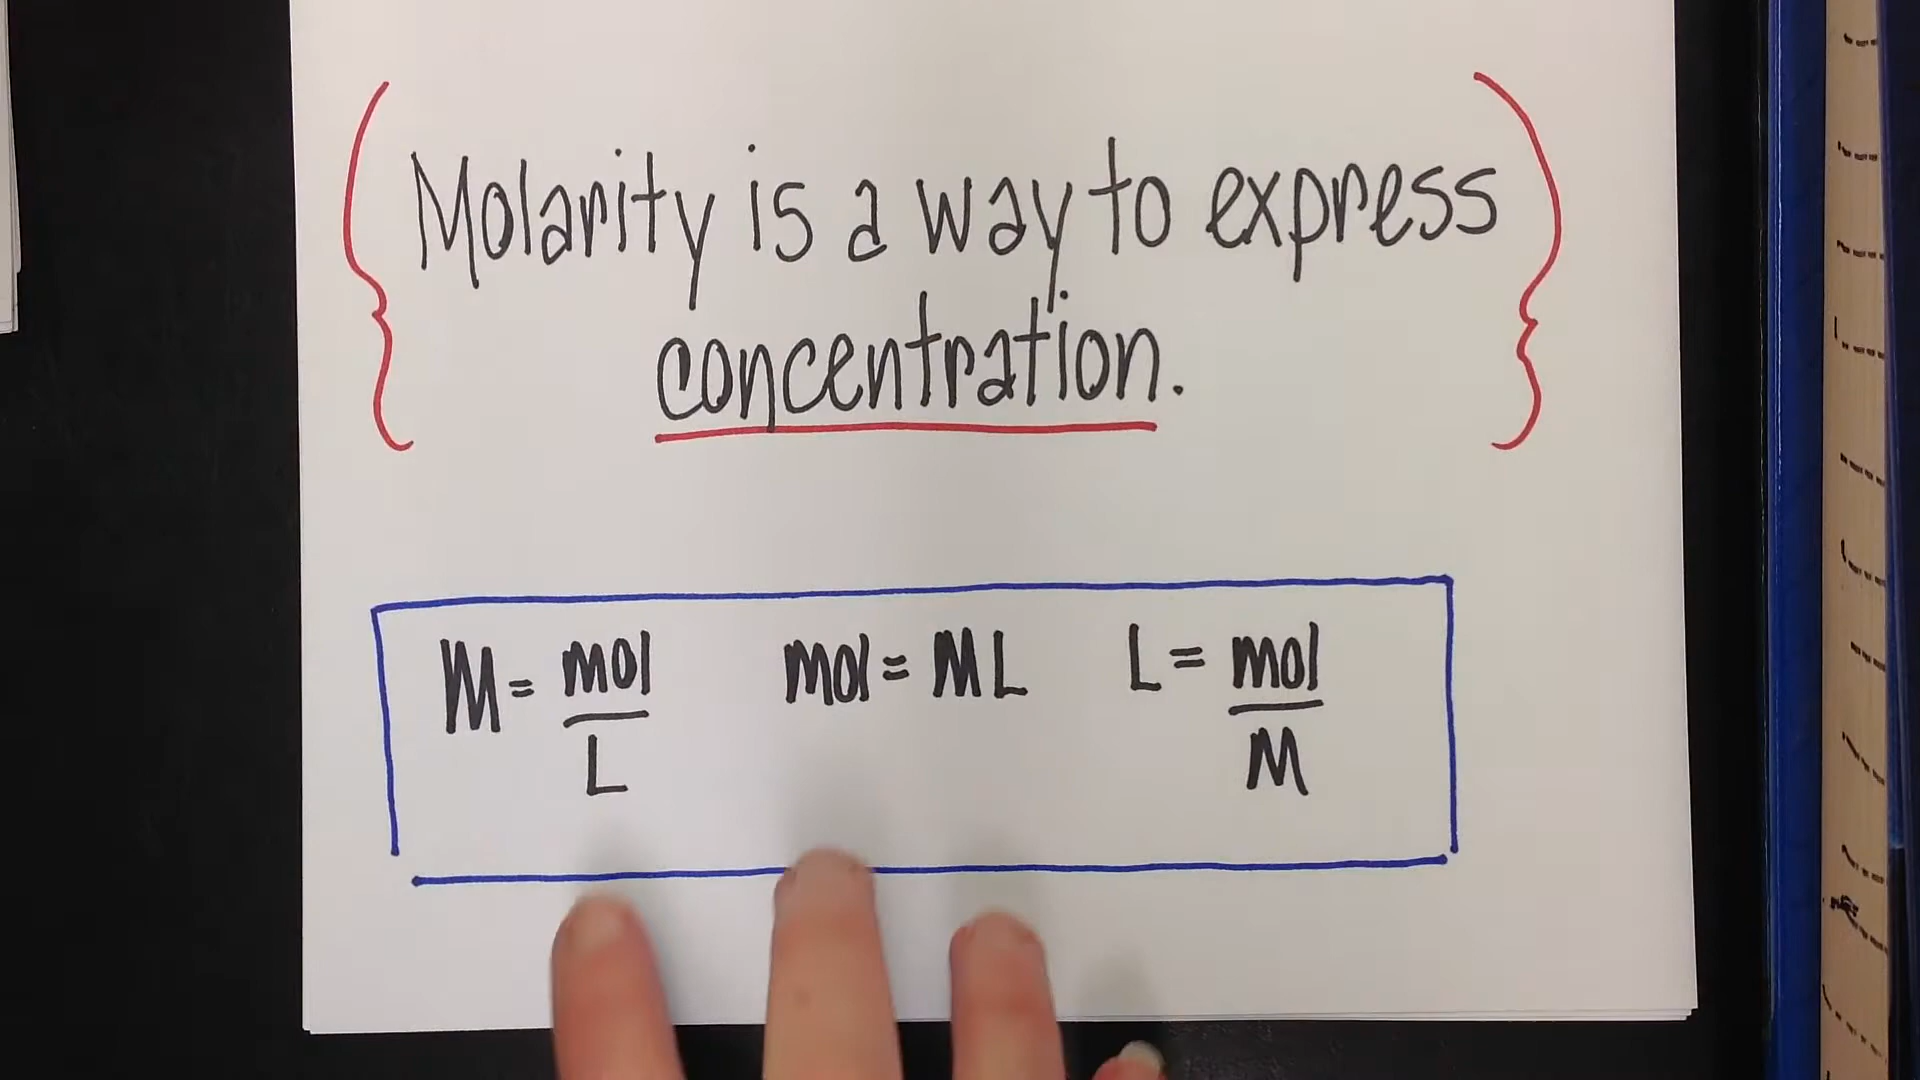 Molarity is a way to express
concentration.
M = mol/L mol = ML L = mol/M